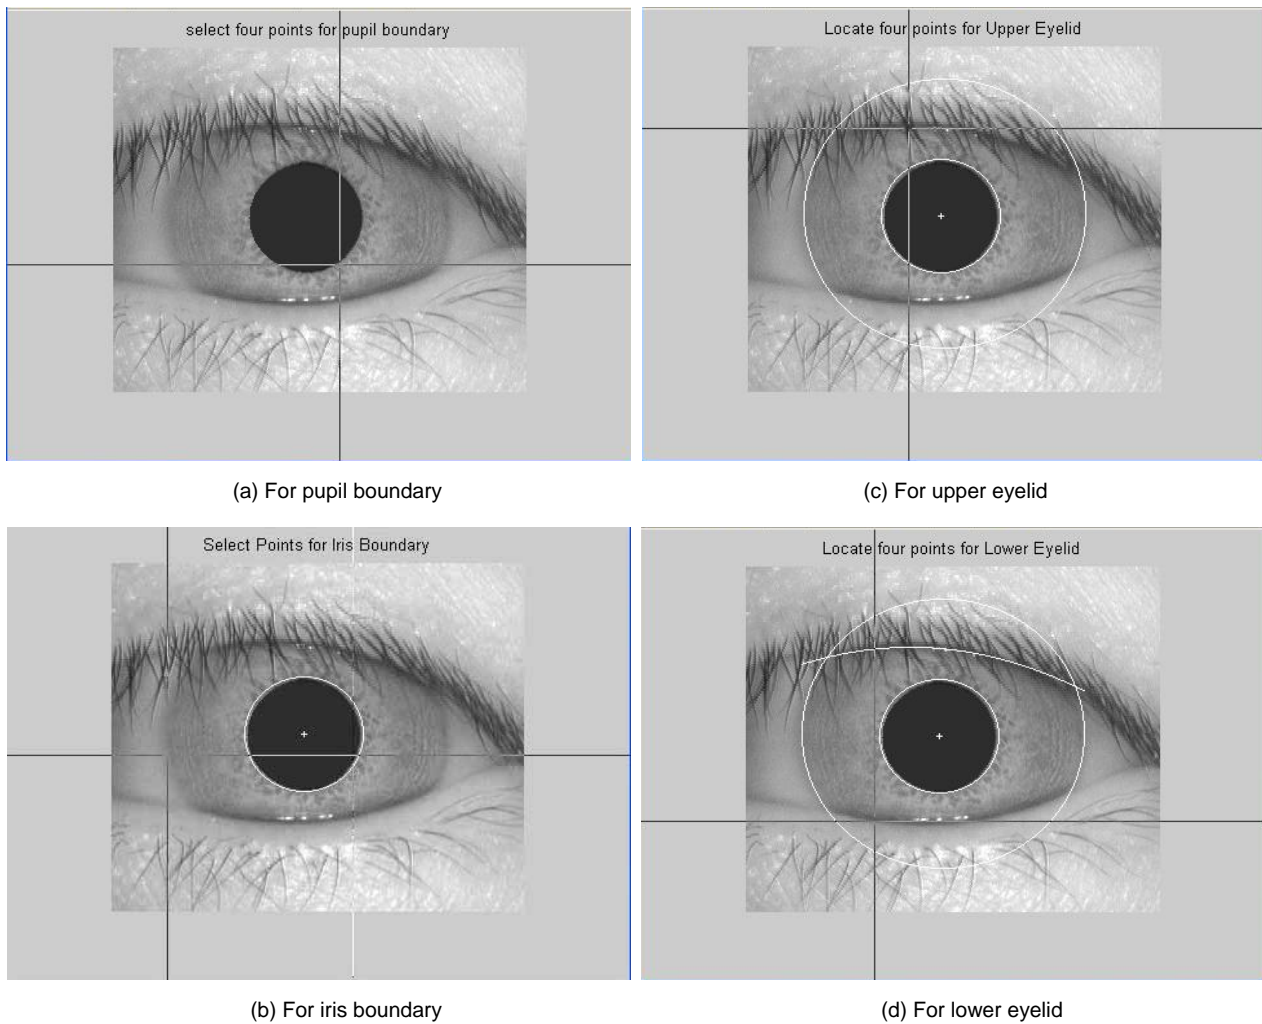 select four points for pupil boundary
Locate four points for Upper Eyelid
(a) For pupil boundary
(c) For upper eyelid
Select Points for Iris Boundary
Locate four points for Lower Eyelid
(b) For iris boundary
(d) For lower eyelid